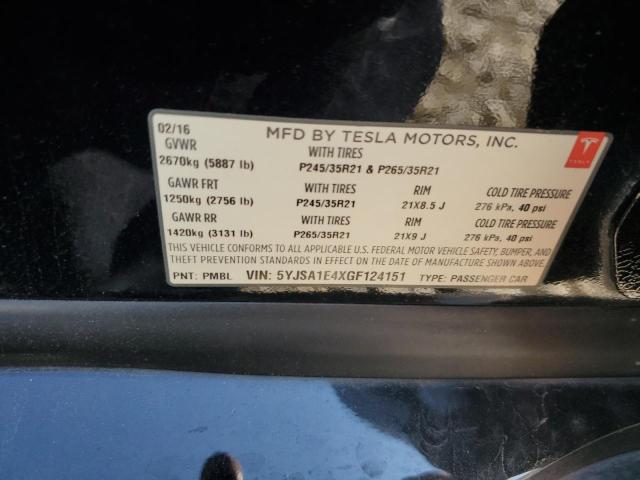 02/16 MFD BY TESLA MOTORS, INC.
GVWR WITH TIRES
2670kg (5887 lb) P245/35R21 & P265/35R21
TESLA
GAWR FRT WITH TIRES RIM COLD TIRE PRESSURE
1250kg (2756 lb) P245/35R21 21X8.5 J 276 kPa, 40 psi
GAWR RR WITH TIRES RIM COLD TIRE PRESSURE
1420kg (3131 lb) P265/35R21 21X9 J 276 kPa, 40 psi
THIS VEHICLE CONFORMS TO ALL APPLICABLE U.S. FEDERAL MOTOR VEHICLE SAFETY, BUMPER, AND
THEFT PREVENTION STANDARDS IN EFFECT ON THE DATE OF MANUFACTURE SHOWN ABOVE.
PNT: PMBL VIN: 5YJSA1E4XGF124151 TYPE: PASSENGER CAR